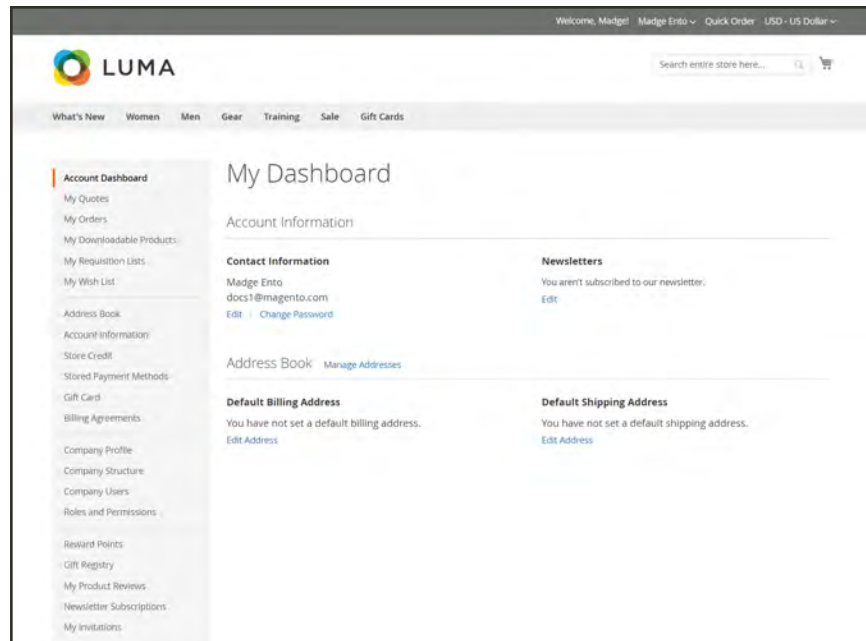 Welcome, Madge! Madge Ento Quick Order USD - US Dollar
LUMA
Search entire store here...
What's New Women Men Gear Training Sale Gift Cards
Account Dashboard
My Quotes
My Orders
My Downloadable Products
My Requisition Lists
My Wish List
Address Book
Account Information
Store Credit
Stored Payment Methods
Gift Card
Billing Agreements
Company Profile
Company Structure
Company Users
Roles and Permissions
Reward Points
Gift Registry
My Product Reviews
Newsletter Subscriptions
My Invitations
My Dashboard
Account Information
Contact Information
Madge Ento
docs1@magento.com
Edit | Change Password
Newsletters
You aren't subscribed to our newsletter.
Edit
Address Book Manage Addresses
Default Billing Address
You have not set a default billing address.
Edit Address
Default Shipping Address
You have not set a default shipping address.
Edit Address